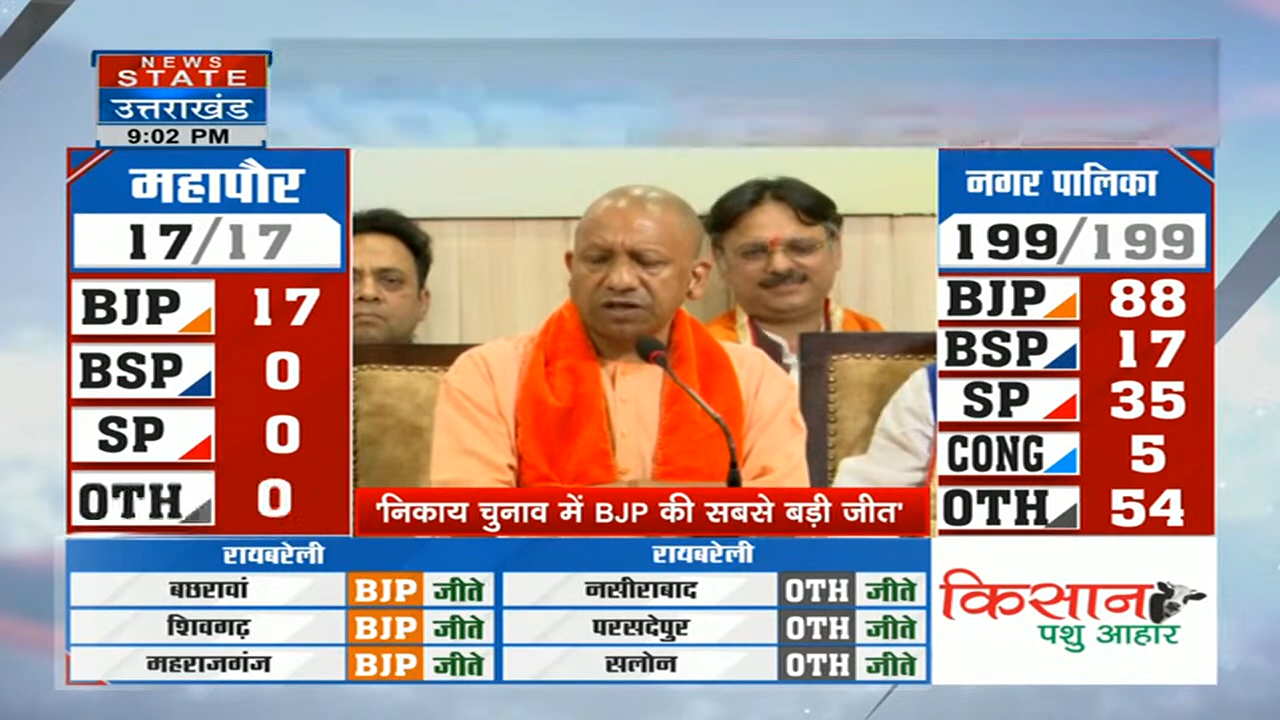 NEWS
STATE
उत्तराखंड
9:02 PM
महापौर
17/17
BJP 17
BSP 0
SP 0
OTH 0
नगर पालिका
199/199
BJP 88
BSP 17
SP 35
CONG 5
OTH 54
'निकाय चुनाव में BJP की सबसे बड़ी जीत'
रायबरेली
बछरावां BJP जीते
शिवगढ़ BJP जीते
महराजगंज BJP जीते
रायबरेली
नसीराबाद OTH जीते
परसदेपुर OTH जीते
सलोन OTH जीते
किसान
पशु आहार